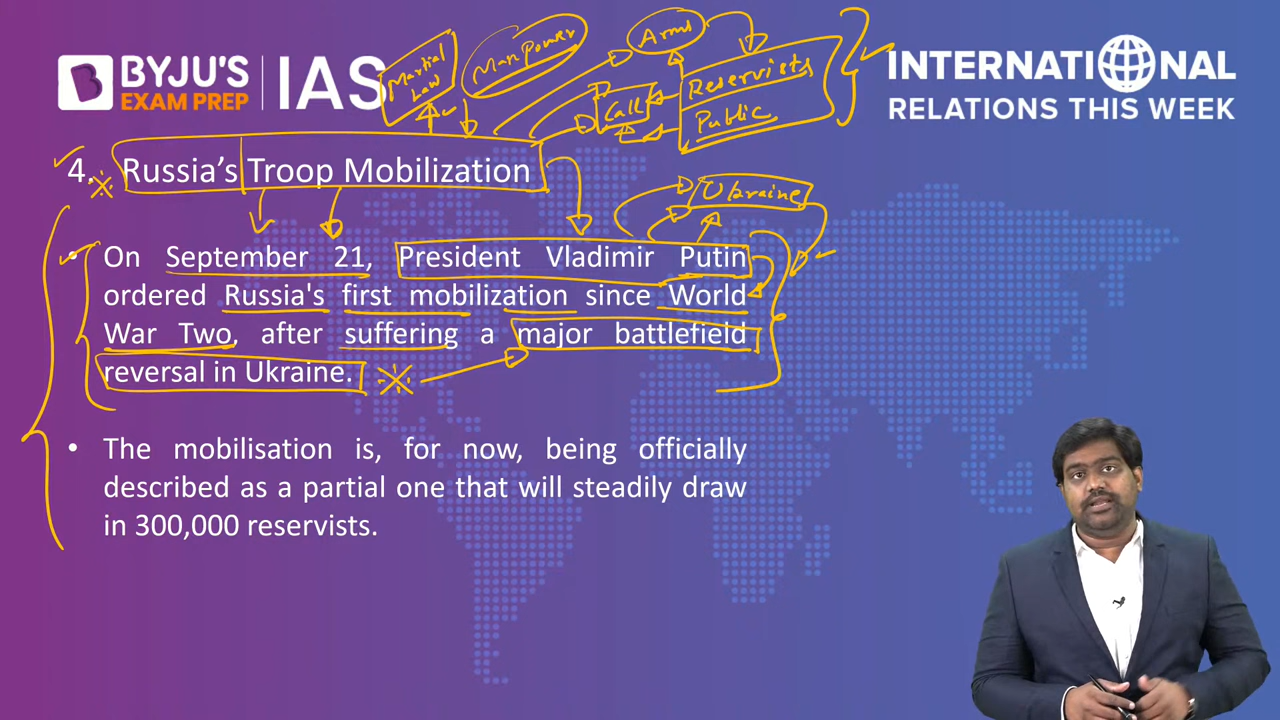 BYJU'S
EXAM PREP
IAS
INTERNATIONAL
RELATIONS THIS WEEK
Martial
Law
Man Power
Arms
Reservists
Call
Public
4. Russia's Troop Mobilization
Ukraine
• On September 21, President Vladimir Putin
ordered Russia's first mobilization since World
War Two, after suffering a major battlefield
reversal in Ukraine.
• The mobilisation is, for now, being officially
described as a partial one that will steadily draw
in 300,000 reservists.